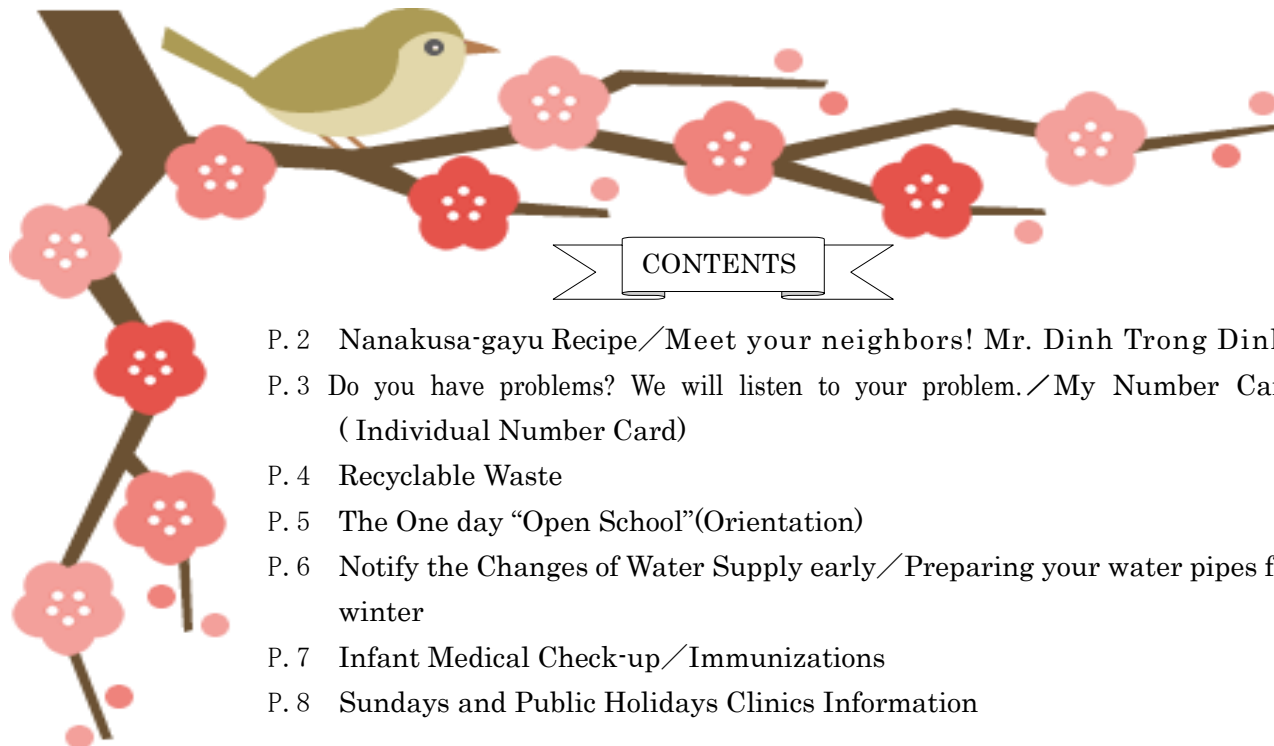 CONTENTS
P.2 Nanakusa-gayu Recipe／Meet your neighbors! Mr. Dinh Trong Dinh
P.3 Do you have problems? We will listen to your problem.／My Number
( Individual Number Card)
P.4 Recyclable Waste
P.5 The One day “Open School”(Orientation)
P.6 Notify the Changes of Water Supply early／Preparing your water pipes
winter
P.7 Infant Medical Check-up／Immunizations
P.8 Sundays and Public Holidays Clinics Information